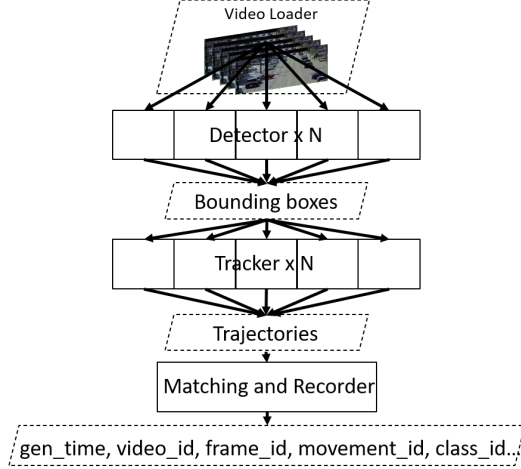 Video Loader
Detector x N
Bounding boxes
Tracker x N
Trajectories
Matching and Recorder
gen_time, video_id, frame_id, movement_id, class_id...